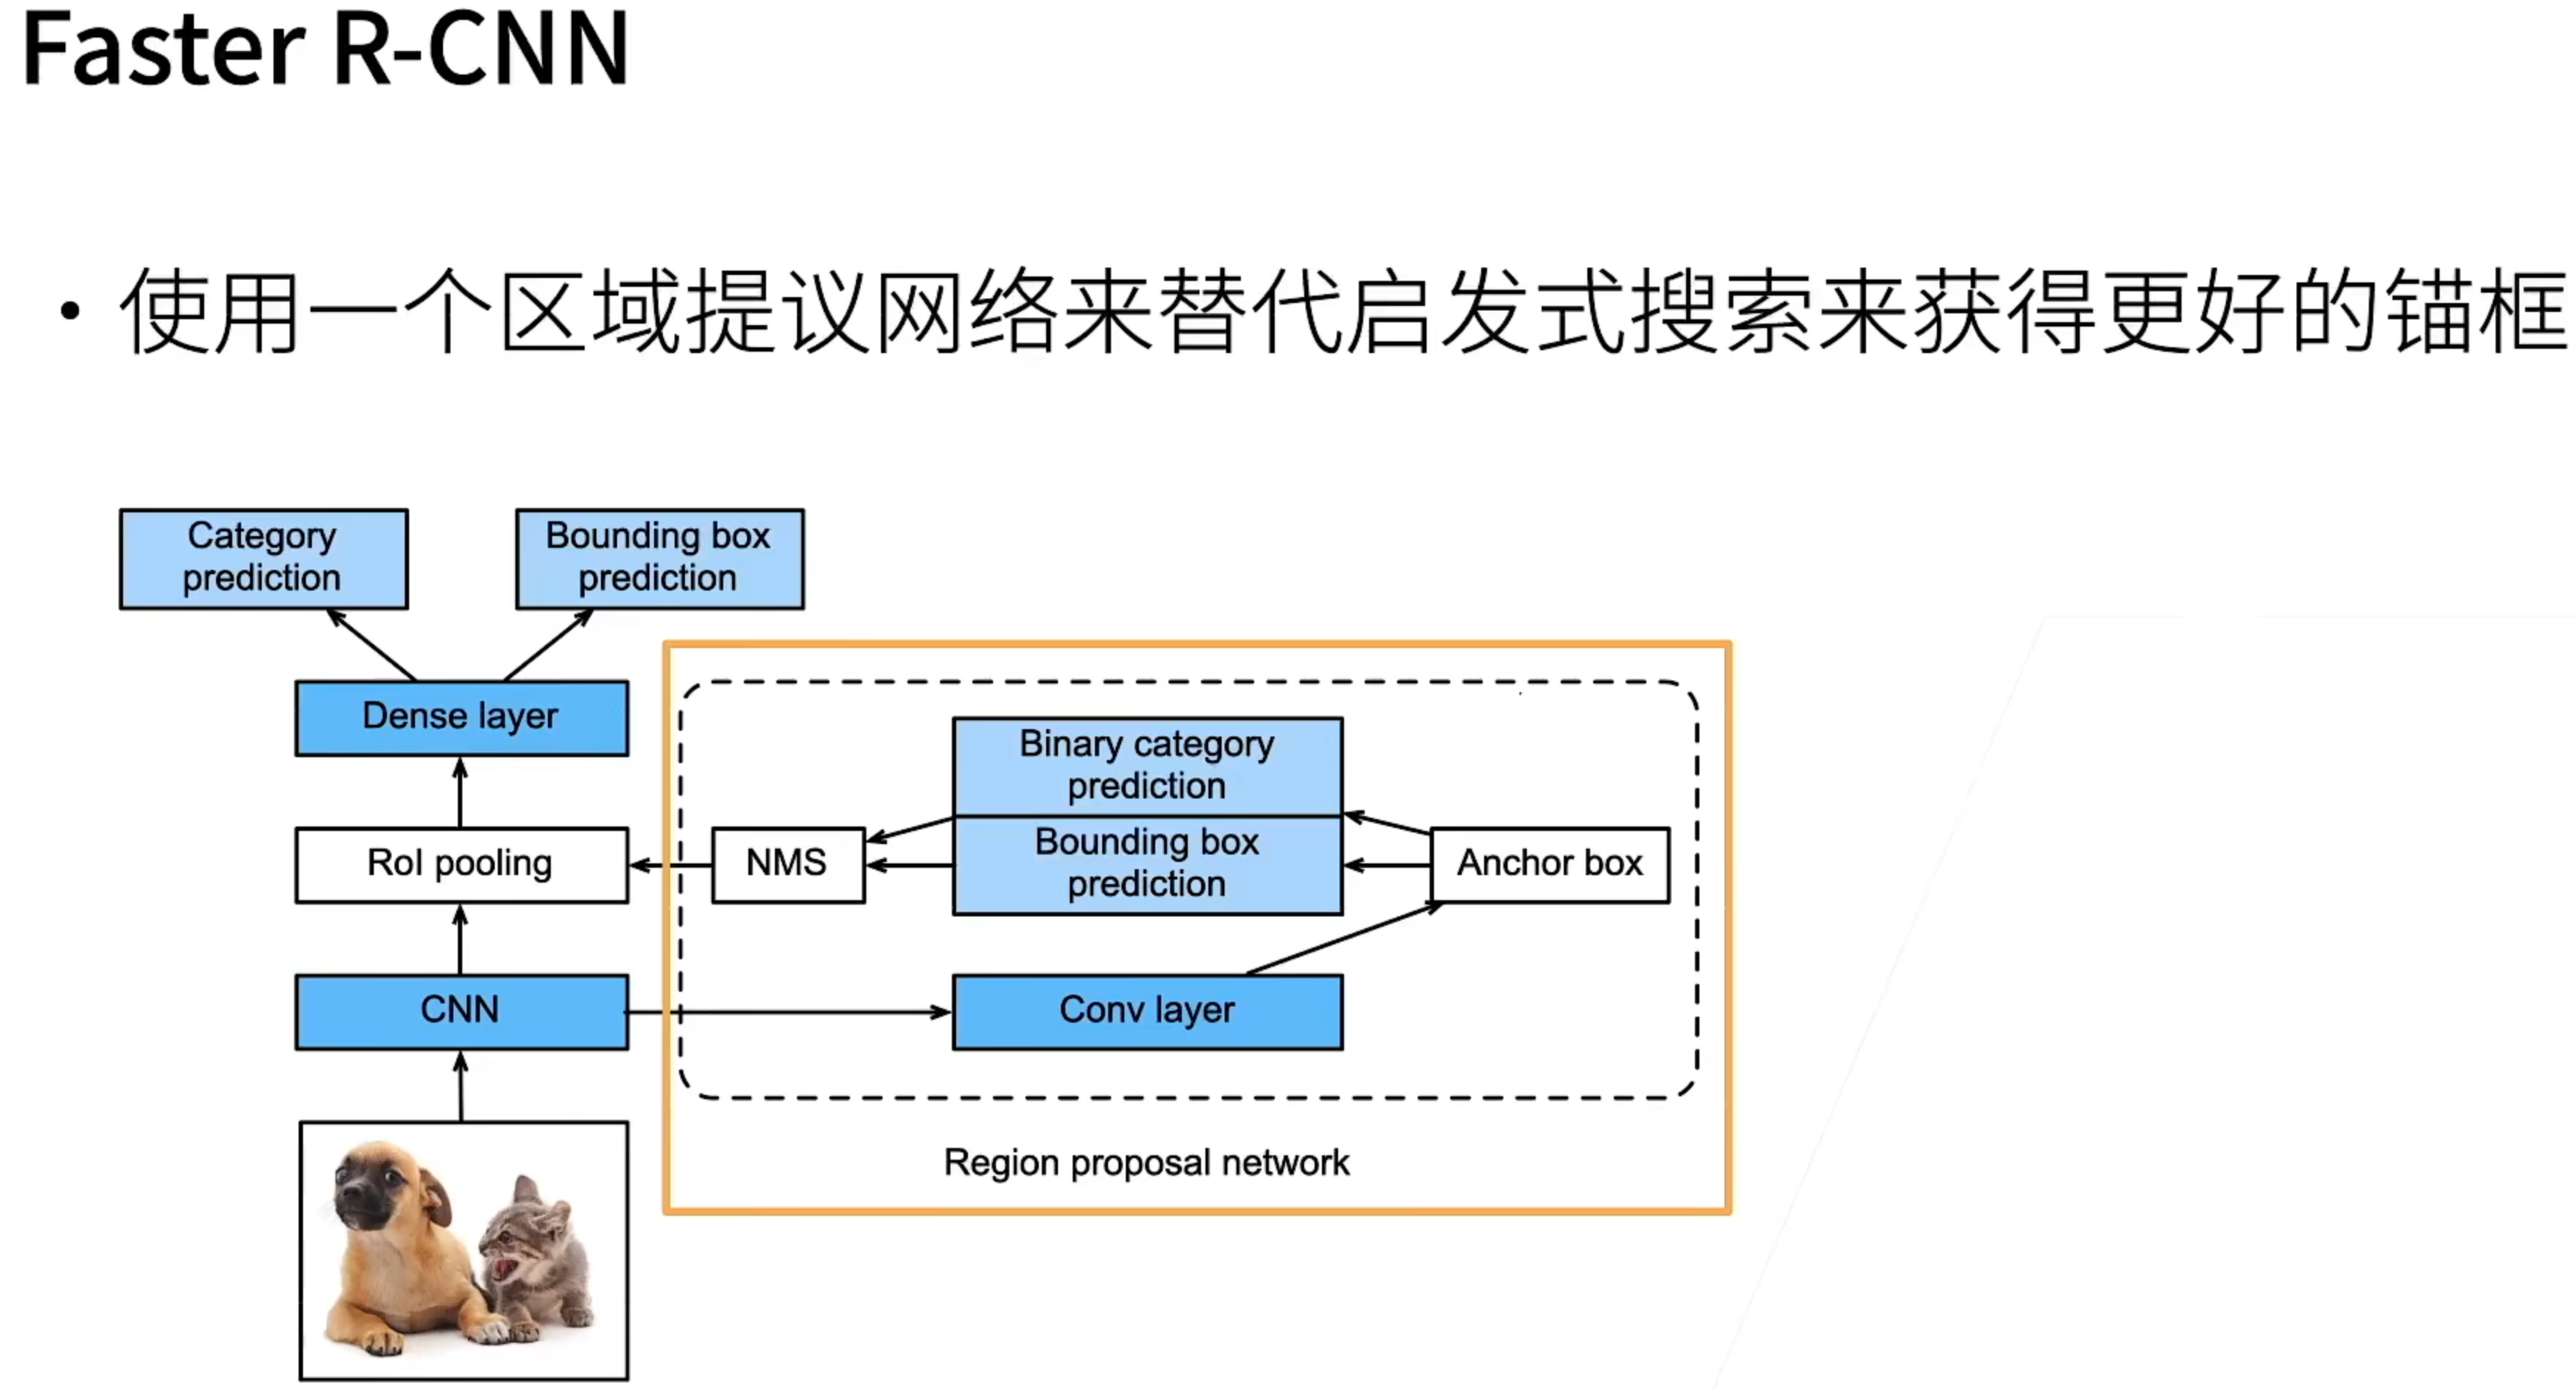 Faster R-CNN
• 使用一个区域提议网络来替代启发式搜索来获得更好的锚框
Category
prediction
Bounding box
prediction
Dense layer
RoI pooling
CNN
NMS
Binary category
prediction
Bounding box
prediction
Anchor box
Conv layer
Region proposal network